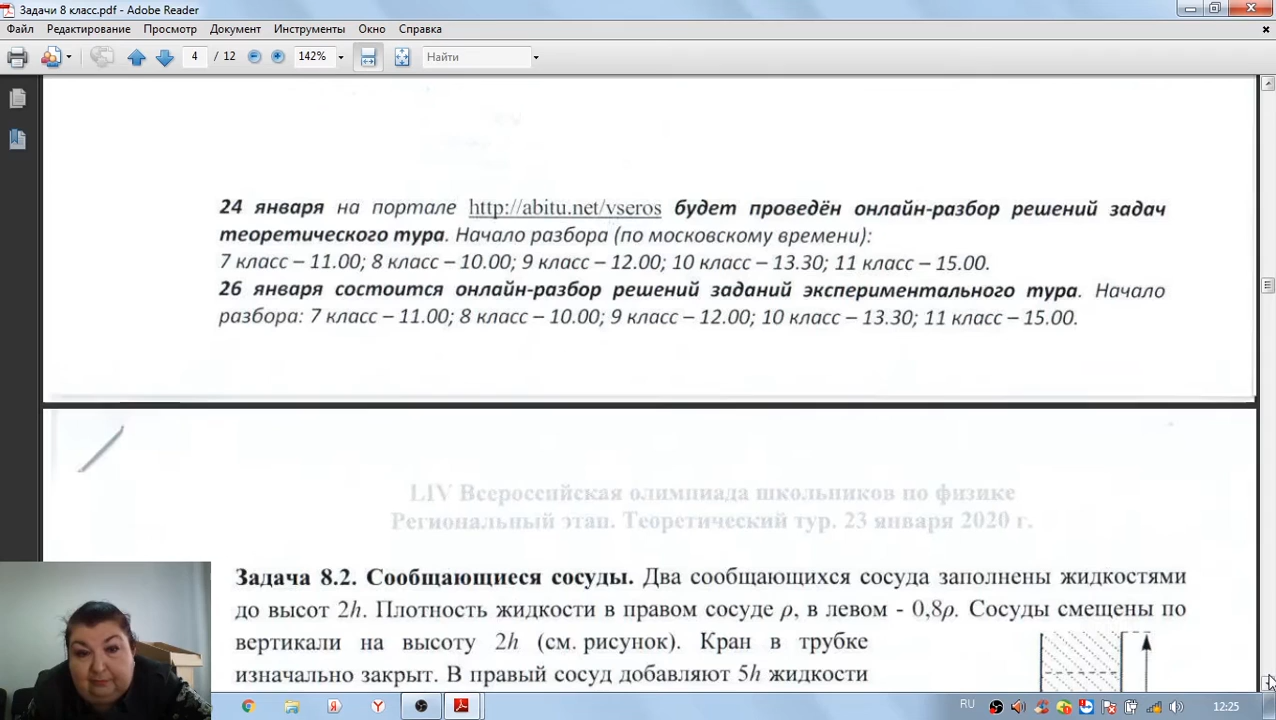 Задачи 8 класс.pdf - Adobe Reader
Файл Редактирование Просмотр Документ Инструменты Окно Справка
4 / 12 142% Найти
24 января на портале http://abitu.net/vseros будет проведён онлайн-разбор решений задач
теоретического тура. Начало разбора (по московскому времени):
7 класс – 11.00; 8 класс – 10.00; 9 класс – 12.00; 10 класс – 13.30; 11 класс – 15.00.
26 января состоится онлайн-разбор решений заданий экспериментального тура. Начало
разбора: 7 класс – 11.00; 8 класс – 10.00; 9 класс – 12.00; 10 класс – 13.30; 11 класс – 15.00.
LIV Всероссийская олимпиада школьников по физике
Региональный этап. Теоретический тур. 23 января 2020 г.
Задача 8.2. Сообщающиеся сосуды. Два сообщающихся сосуда заполнены жидкостями
до высот 2h. Плотность жидкости в правом сосуде ρ, в левом - 0,8ρ. Сосуды смещены по
вертикали на высоту 2h (см. рисунок). Кран в трубке
изначально закрыт. В правый сосуд добавляют 5h жидкости
RU 12:25